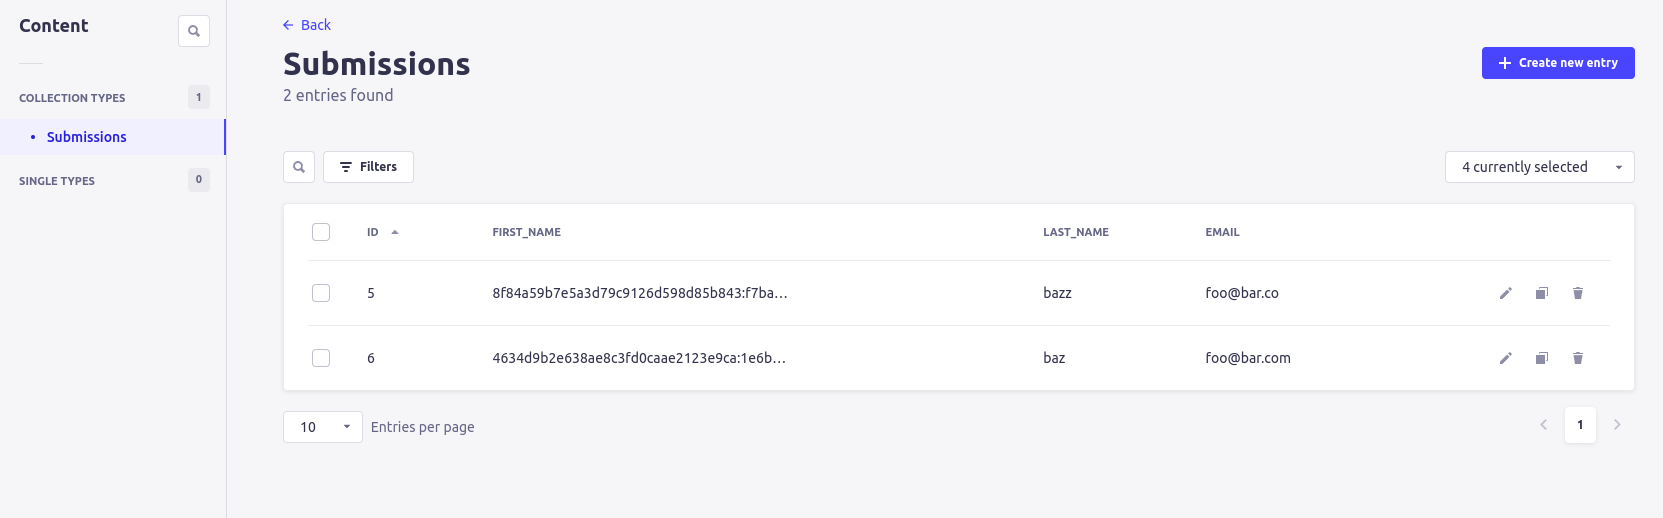 Content
COLLECTION TYPES 1
Submissions
SINGLE TYPES 0
Back
Submissions
2 entries found
Create new entry
Filters
4 currently selected
ID FIRST_NAME LAST_NAME EMAIL
5 8f84a59b7e5a3d79c9126d598d85b843:f7ba... bazz foo@bar.co
6 4634d9b2e638ae8c3fd0caae2123e9ca:1e6b... baz foo@bar.com
10 Entries per page
1